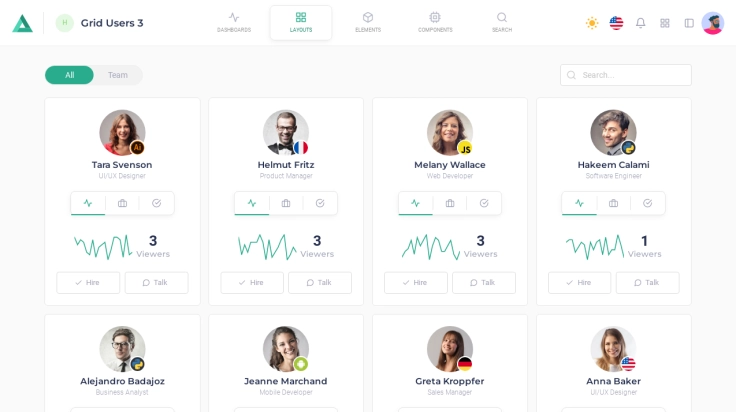 H
Grid Users 3
DASHBOARDS
LAYOUTS
ELEMENTS
COMPONENTS
SEARCH
All
Team
Search...
Tara Svenson
UI/UX Designer
3
Viewers
Hire
Talk
Helmut Fritz
Product Manager
3
Viewers
Hire
Talk
JS
Melany Wallace
Web Developer
3
Viewers
Hire
Talk
Hakeem Calami
Software Engineer
1
Viewers
Hire
Talk
Alejandro Badajoz
Business Analyst
Jeanne Marchand
Mobile Developer
Greta Kropffer
Sales Manager
Anna Baker
UI/UX Designer